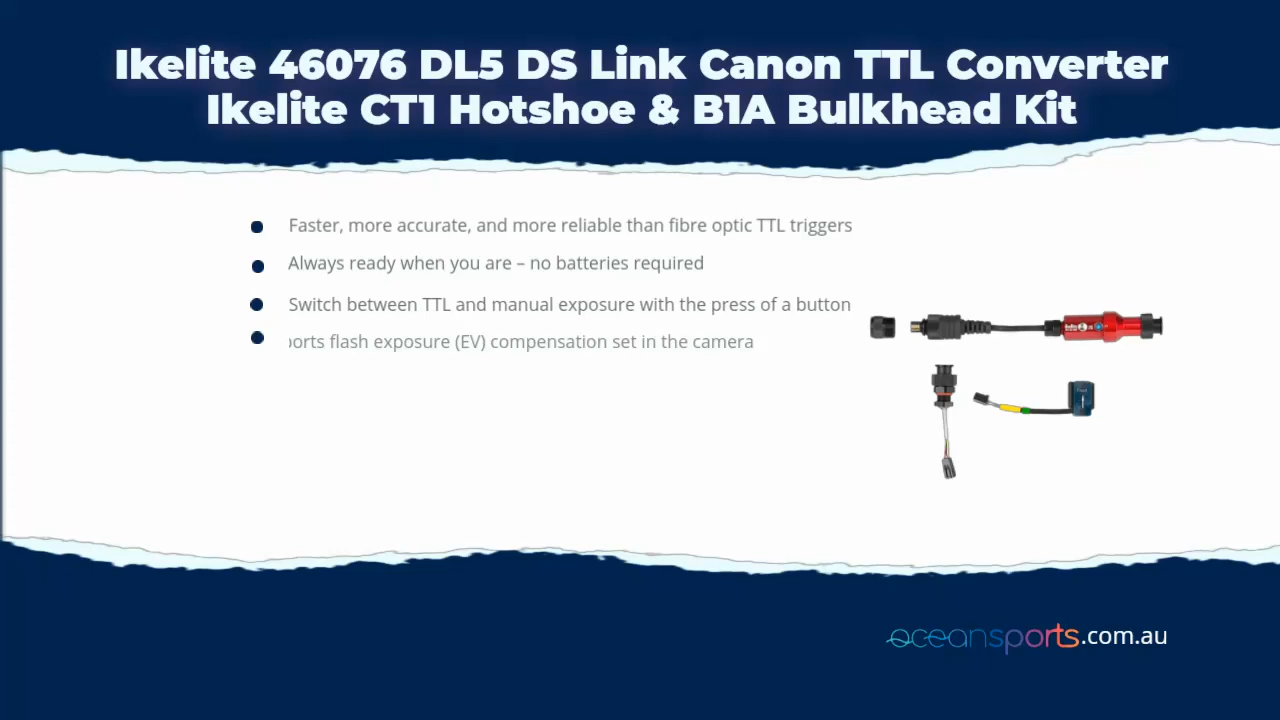 Ikelite 46076 DL5 DS Link Canon TTL Converter
Ikelite CT1 Hotshoe & B1A Bulkhead Kit
Faster, more accurate, and more reliable than fibre optic TTL triggers
Always ready when you are – no batteries required
Switch between TTL and manual exposure with the press of a button
orts flash exposure (EV) compensation set in the camera
oceansports.com.au